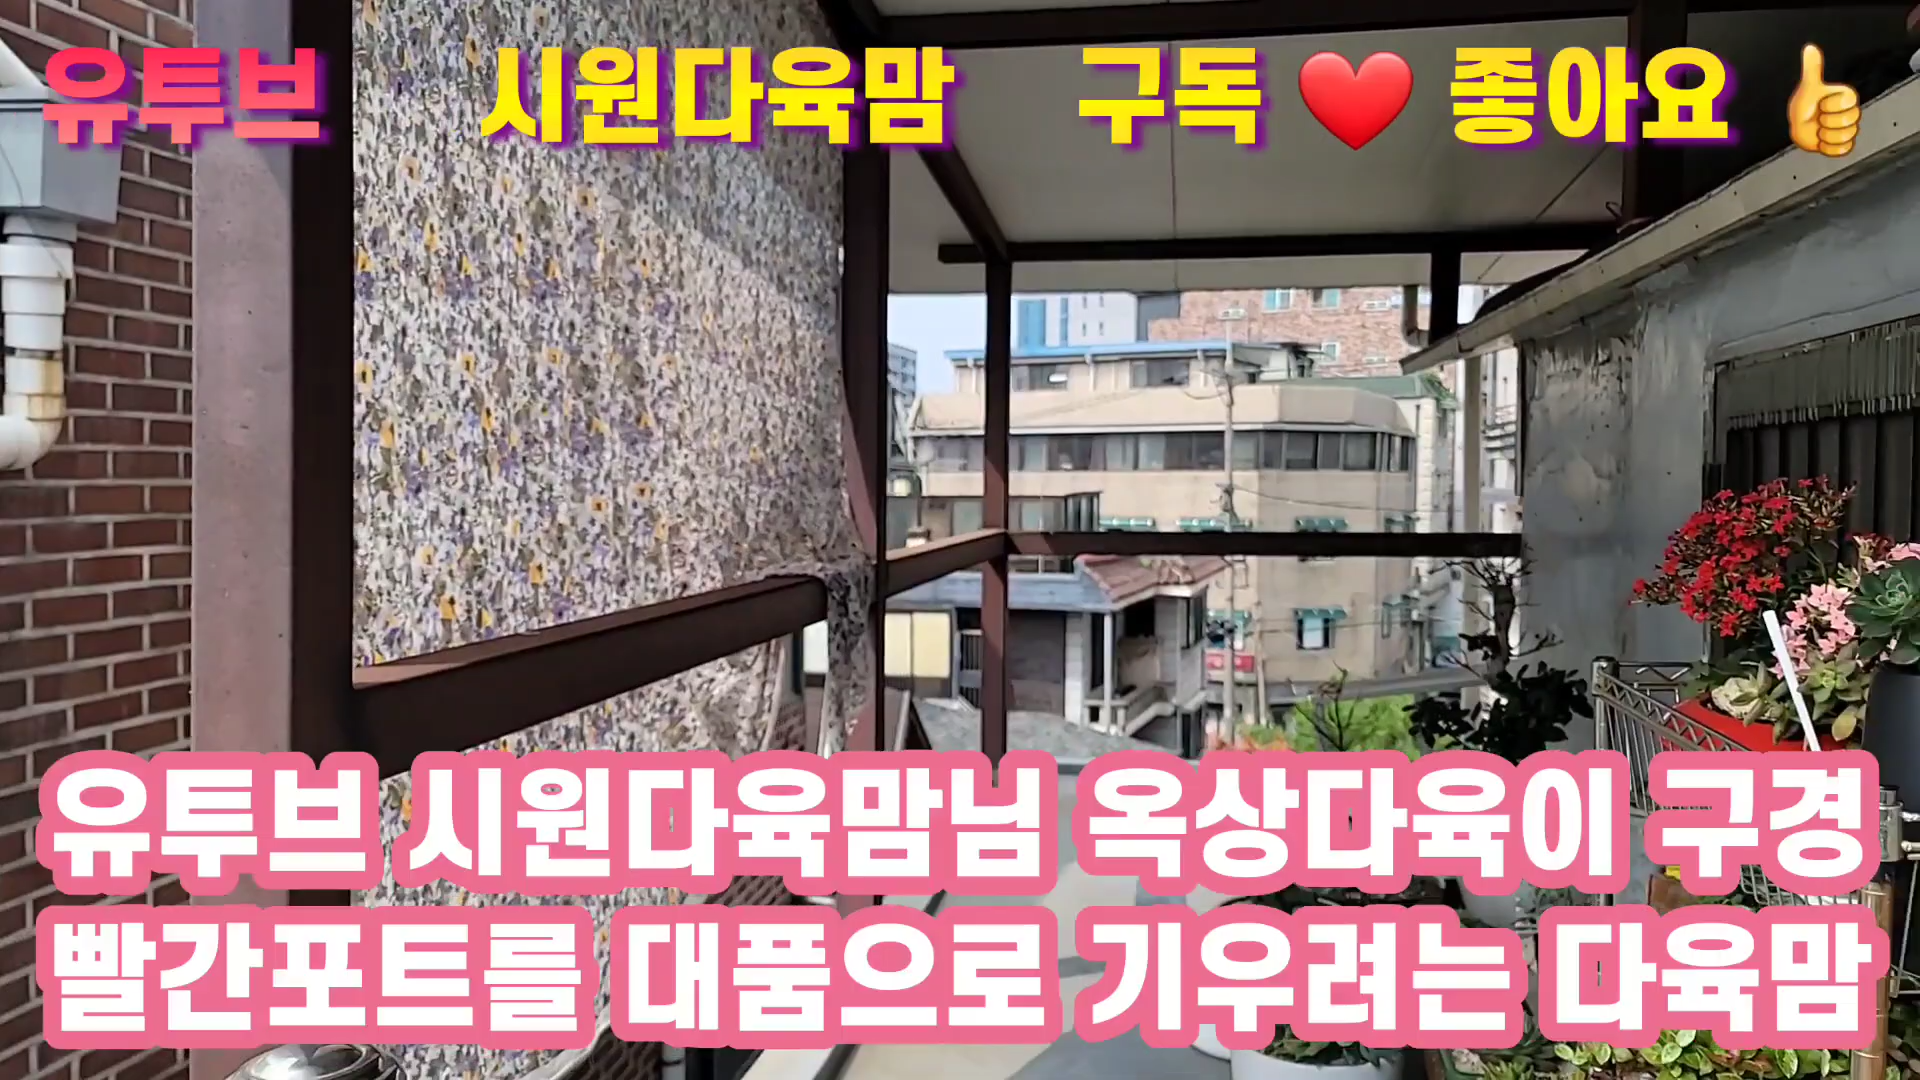 유투브 시원다육맘 구독 ❤️ 좋아요 👍
유투브 시원다육맘님 옥상다육이 구경
빨간포트를 대품으로 기우려는 다육맘